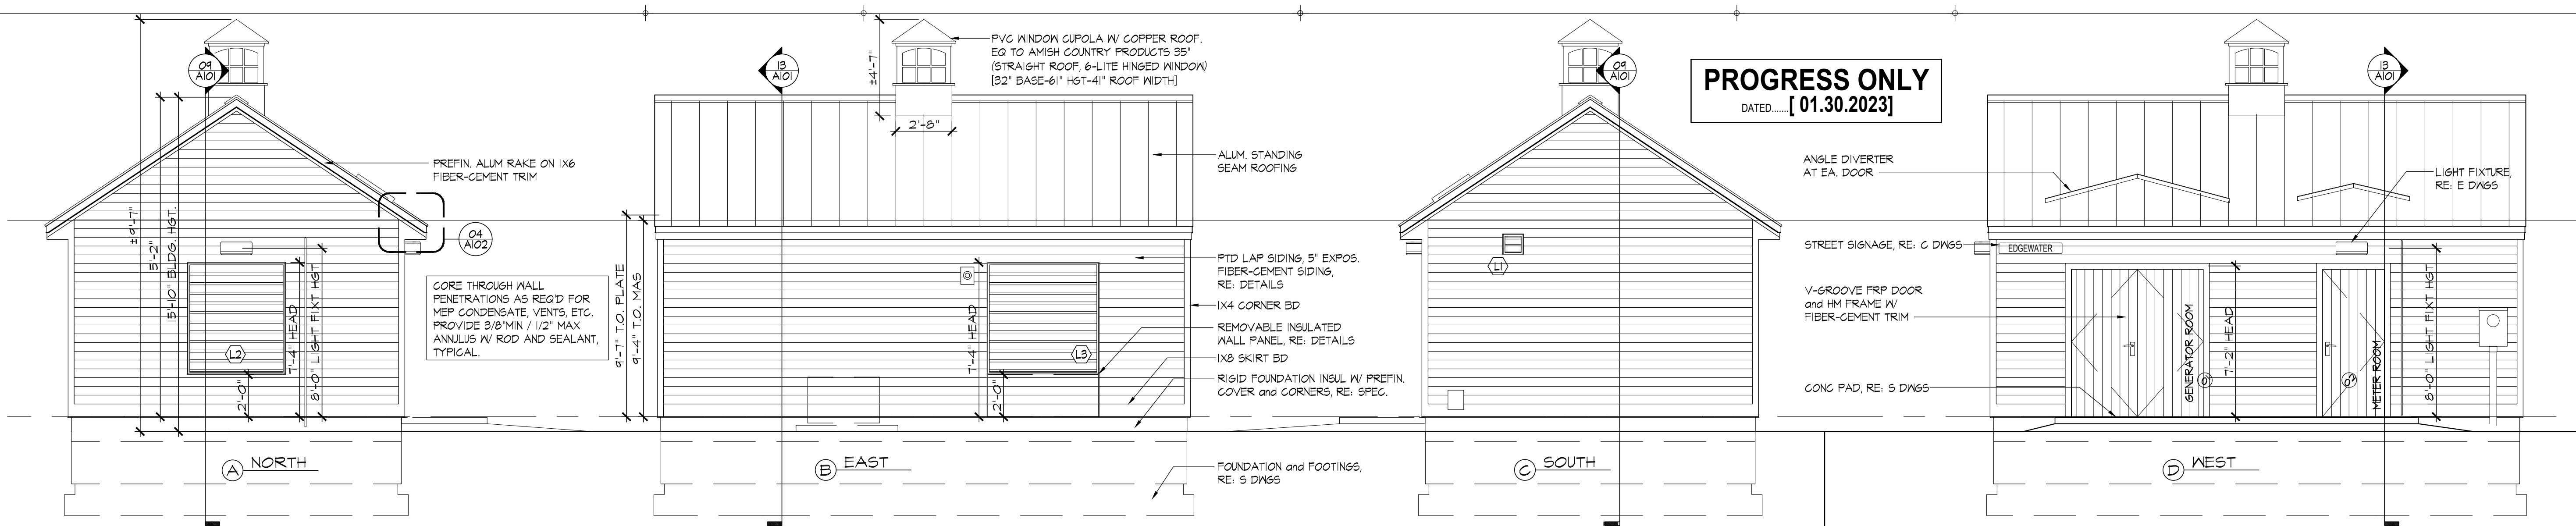 09
A101
±19'-7"
15'-2"
15'-10" BLDG. HGT.
PREFIN. ALUM RAKE ON 1X6
FIBER-CEMENT TRIM
04
A102
CORE THROUGH WALL
PENETRATIONS AS REQ'D FOR
MEP CONDENSATE, VENTS, ETC.
PROVIDE 3/8"MIN / 1/2" MAX
ANNULUS W/ ROD AND SEALANT,
TYPICAL.
L2
2'-0"
7'-4" HEAD
8'-0" LIGHT FIXT HGT
A NORTH
13
A101
±4'-7"
2'-8"
PVC WINDOW CUPOLA W/ COPPER ROOF.
EQ TO AMISH COUNTRY PRODUCTS 35"
(STRAIGHT ROOF, 6-LITE HINGED WINDOW)
[32" BASE-61" HGT-41" ROOF WIDTH]
ALUM. STANDING
SEAM ROOFING
9'-7" T.O. PLATE
9'-4" T.O. MAS
7'-4" HEAD
2'-0"
L3
PTD LAP SIDING, 5" EXPOS.
FIBER-CEMENT SIDING,
RE: DETAILS
1X4 CORNER BD
REMOVABLE INSULATED
WALL PANEL, RE: DETAILS
1X8 SKIRT BD
RIGID FOUNDATION INSUL W/ PREFIN.
COVER and CORNERS, RE: SPEC.
FOUNDATION and FOOTINGS,
RE: S DWGS
B EAST
09
A101
L1
C SOUTH
PROGRESS ONLY
DATED.......[ 01.30.2023]
ANGLE DIVERTER
AT EA. DOOR
STREET SIGNAGE, RE: C DWGS
EDGEWATER
V-GROOVE FRP DOOR
and HM FRAME W/
FIBER-CEMENT TRIM
CONC PAD, RE: S DWGS
13
A101
LIGHT FIXTURE,
RE: E DWGS
GENERATOR ROOM
01
7'-2" HEAD
02
METER ROOM
8'-0" LIGHT FIXT HGT
D WEST